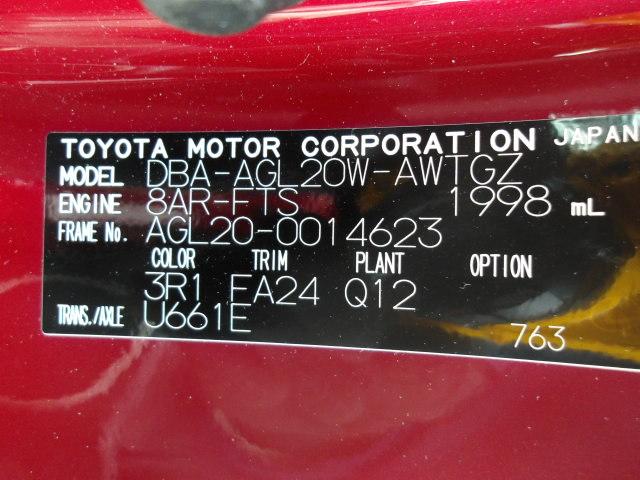 TOYOTA MOTOR CORPORATION JAPAN
MODEL DBA-AGL20W-AWTGZ
ENGINE 8AR-FTS 1998 mL
FRAME No. AGL20-0014623
COLOR TRIM PLANT OPTION
3R1 EA24 Q12
TRANS./AXLE U661E
763